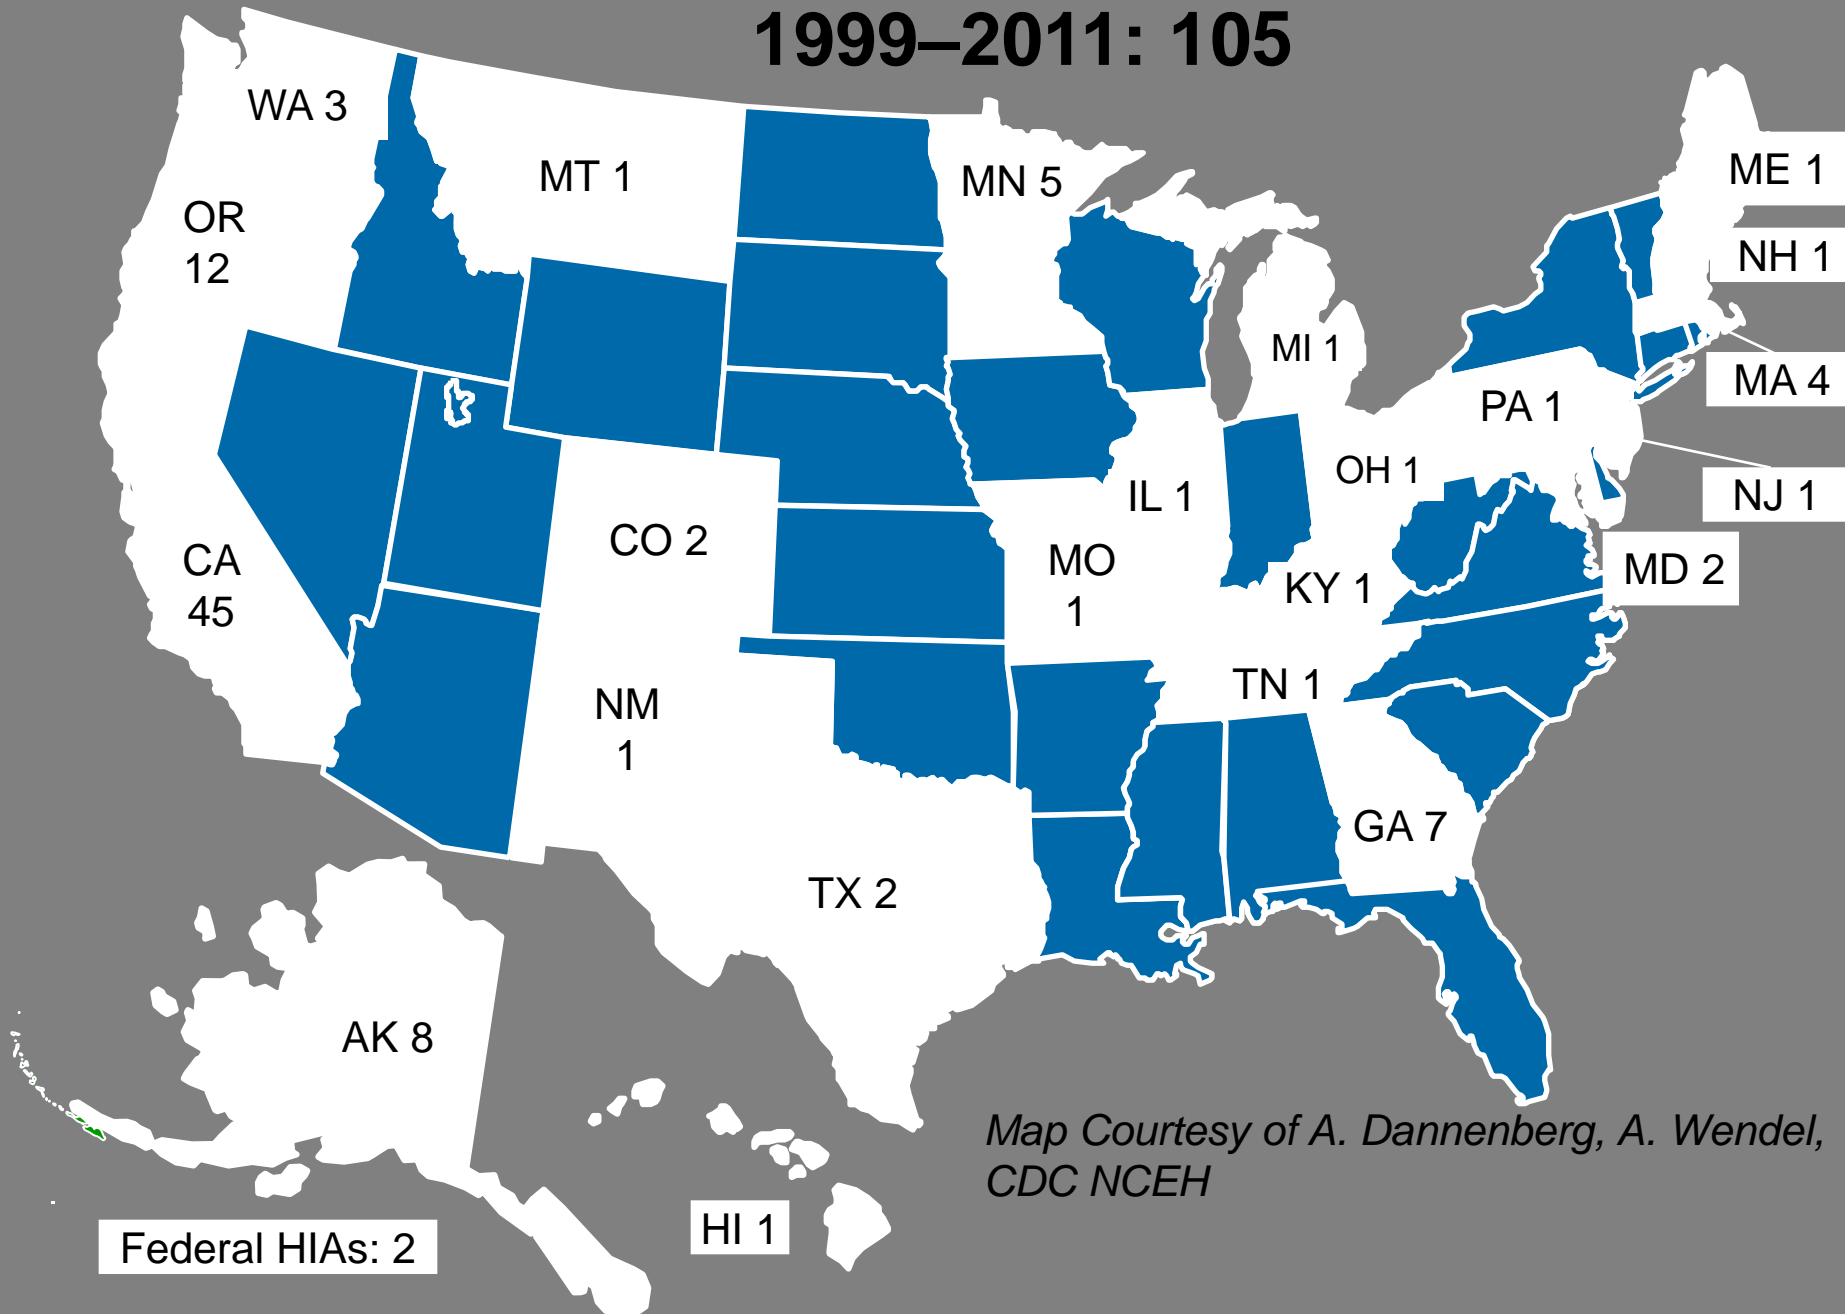 1999–2011: 105
WA 3
MT 1
MN 5
ME 1
OR
12
NH 1
MI 1
MA 4
PA 1
OH 1
IL 1
NJ 1
CO 2
MO
1
CA
45
KY 1
MD 2
NM
1
TN 1
GA 7
TX 2
AK 8
Map Courtesy of A. Dannenberg, A. Wendel,
CDC NCEH
HI 1
Federal HIAs: 2